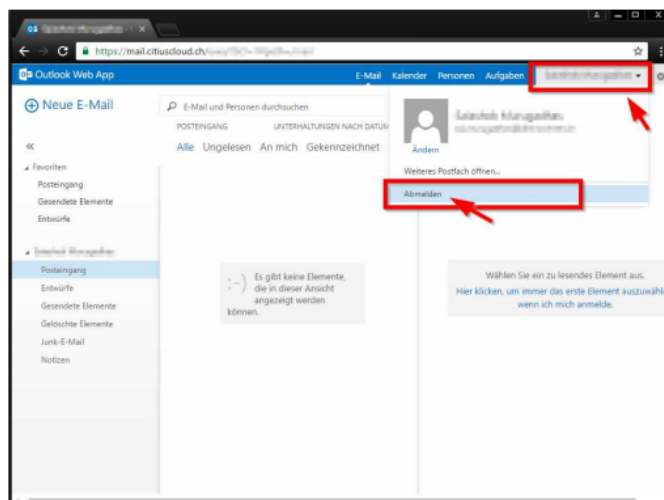 https://mail.citiuscloud.ch/
Outlook Web App
E-Mail Kalender Personen Aufgaben
Neue E-Mail
E-Mail und Personen durchsuchen
POSTEINGANG UNTERHALTUNGEN NACH DATUM
Alle Ungelesen An mich Gekennzeichnet
Ändern
Weiteres Postfach öffnen...
Abmelden
Favoriten
Posteingang
Gesendete Elemente
Entwürfe
Posteingang
Entwürfe
Gesendete Elemente
Gelöschte Elemente
Junk-E-Mail
Notizen
:-)
Es gibt keine Elemente,
die in dieser Ansicht
angezeigt werden
können.
Wählen Sie ein zu lesendes Element aus.
Hier klicken, um immer das erste Element auszuwähl
wenn ich mich anmelde.